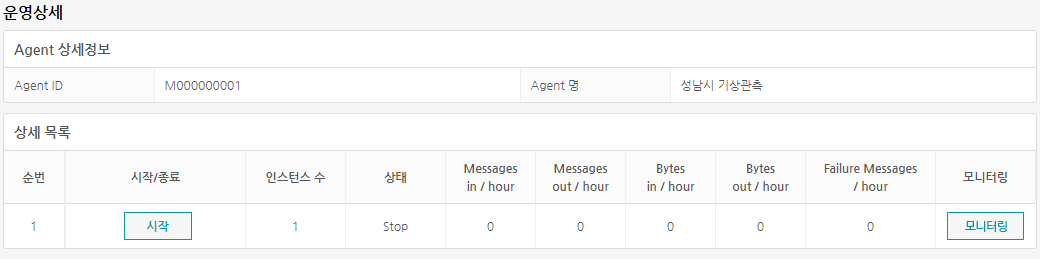 운영상세
Agent 상세정보
Agent ID M000000001 Agent 명 성남시 기상관측
상세 목록
순번 시작/종료 인스턴스 수 상태 Messages in / hour Messages out / hour Bytes in / hour Bytes out / hour Failure Messages / hour 모니터링
1 시작 1 Stop 0 0 0 0 0 모니터링